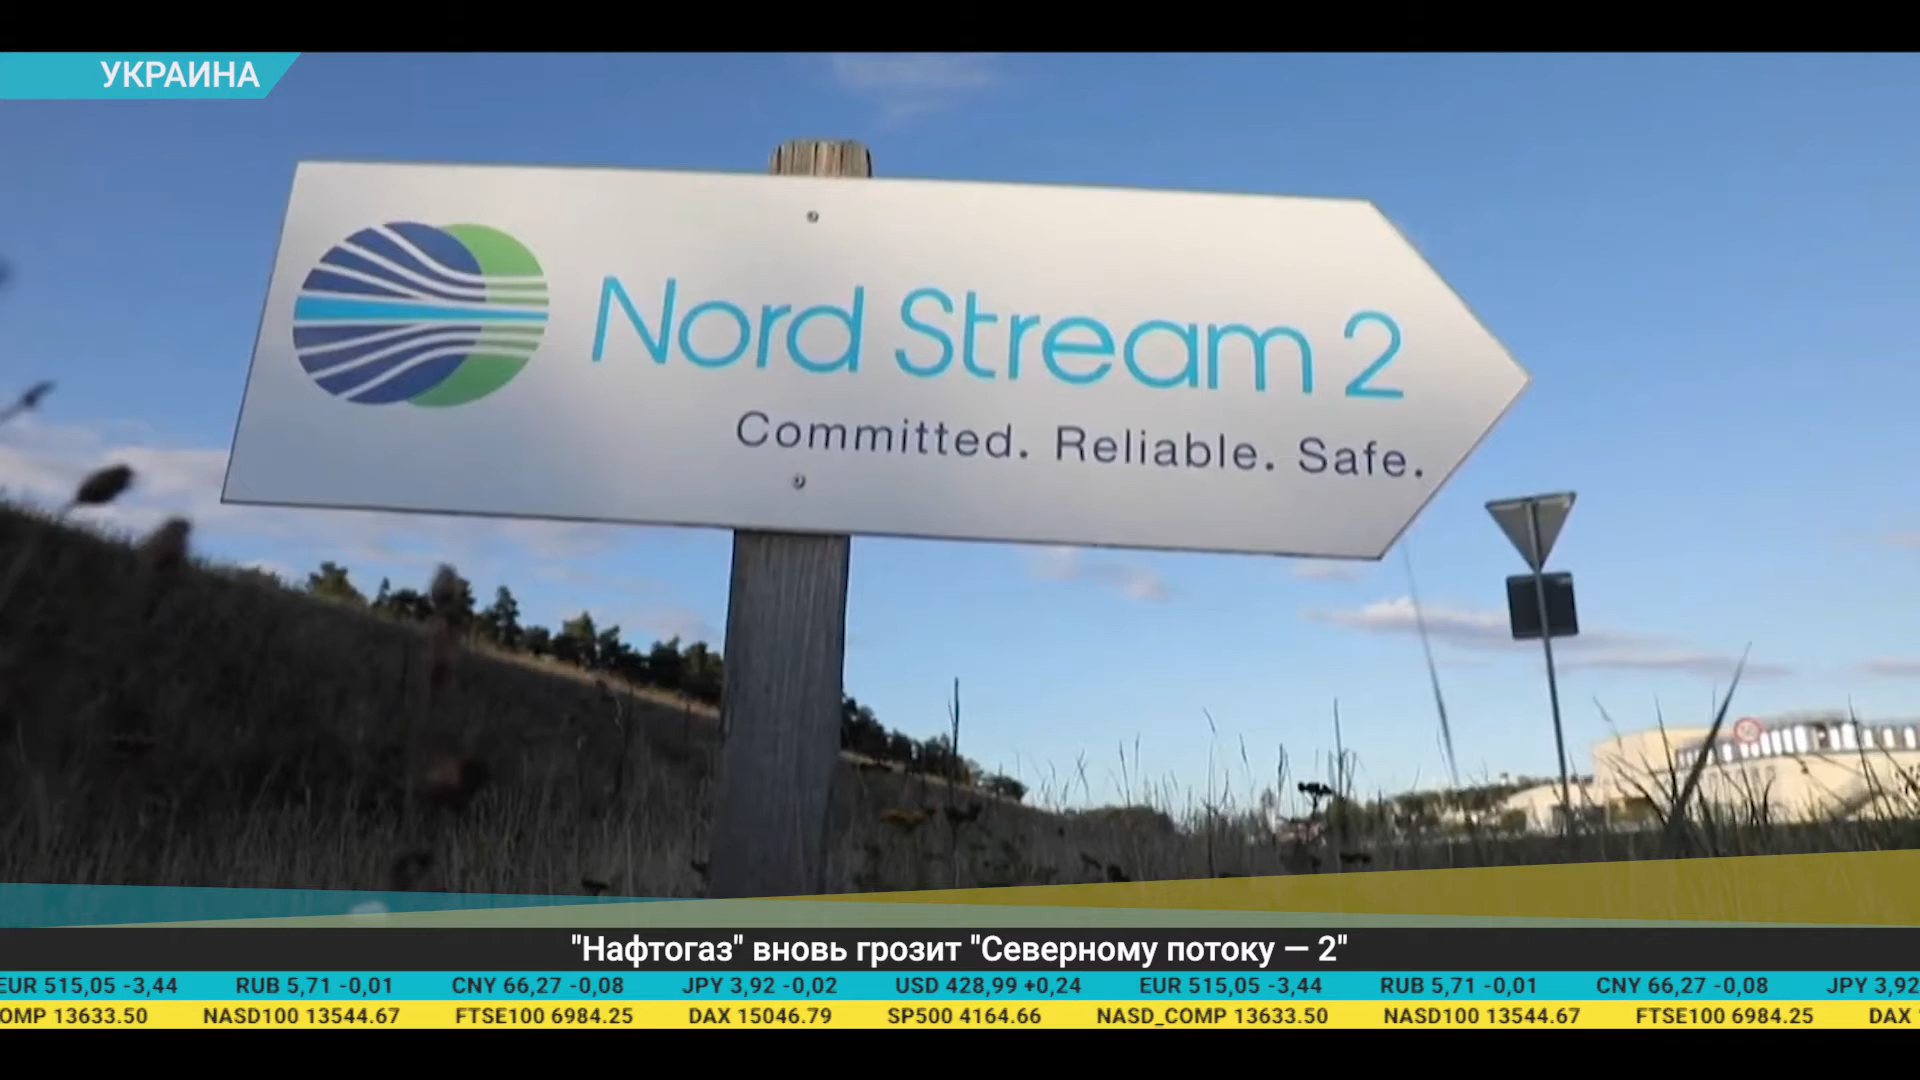 УКРАИНА
Nord Stream 2
Committed. Reliable. Safe.
"Нафтогаз" вновь грозит "Северному потоку — 2"
EUR 515,05 -3,44 RUB 5,71 -0,01 CNY 66,27 -0,08 JPY 3,92 -0,02 USD 428,99 +0,24 EUR 515,05 -3,44 RUB 5,71 -0,01 CNY 66,27 -0,08 JPY 3,92
OMP 13633.50 NASD100 13544.67 FTSE100 6984.25 DAX 15046.79 SP500 4164.66 NASD_COMP 13633.50 NASD100 13544.67 FTSE100 6984.25 DAX